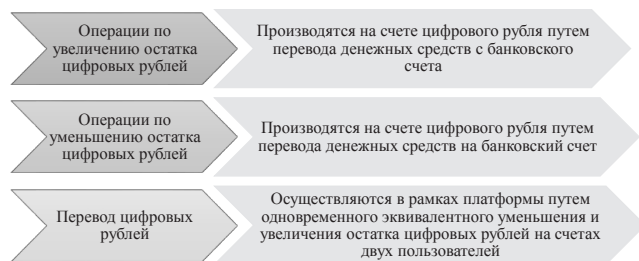 Операции по
увеличению остатка
цифровых рублей
Производятся на счете цифрового рубля путем
перевода денежных средств с банковского
счета
Операции по
уменьшению остатка
цифровых рублей
Производятся на счете цифрового рубля путем
перевода денежных средств на банковский счет
Перевод цифровых
рублей
Осуществляются в рамках платформы путем
одновременного эквивалентного уменьшения и
увеличения остатка цифровых рублей на счетах
двух пользователей